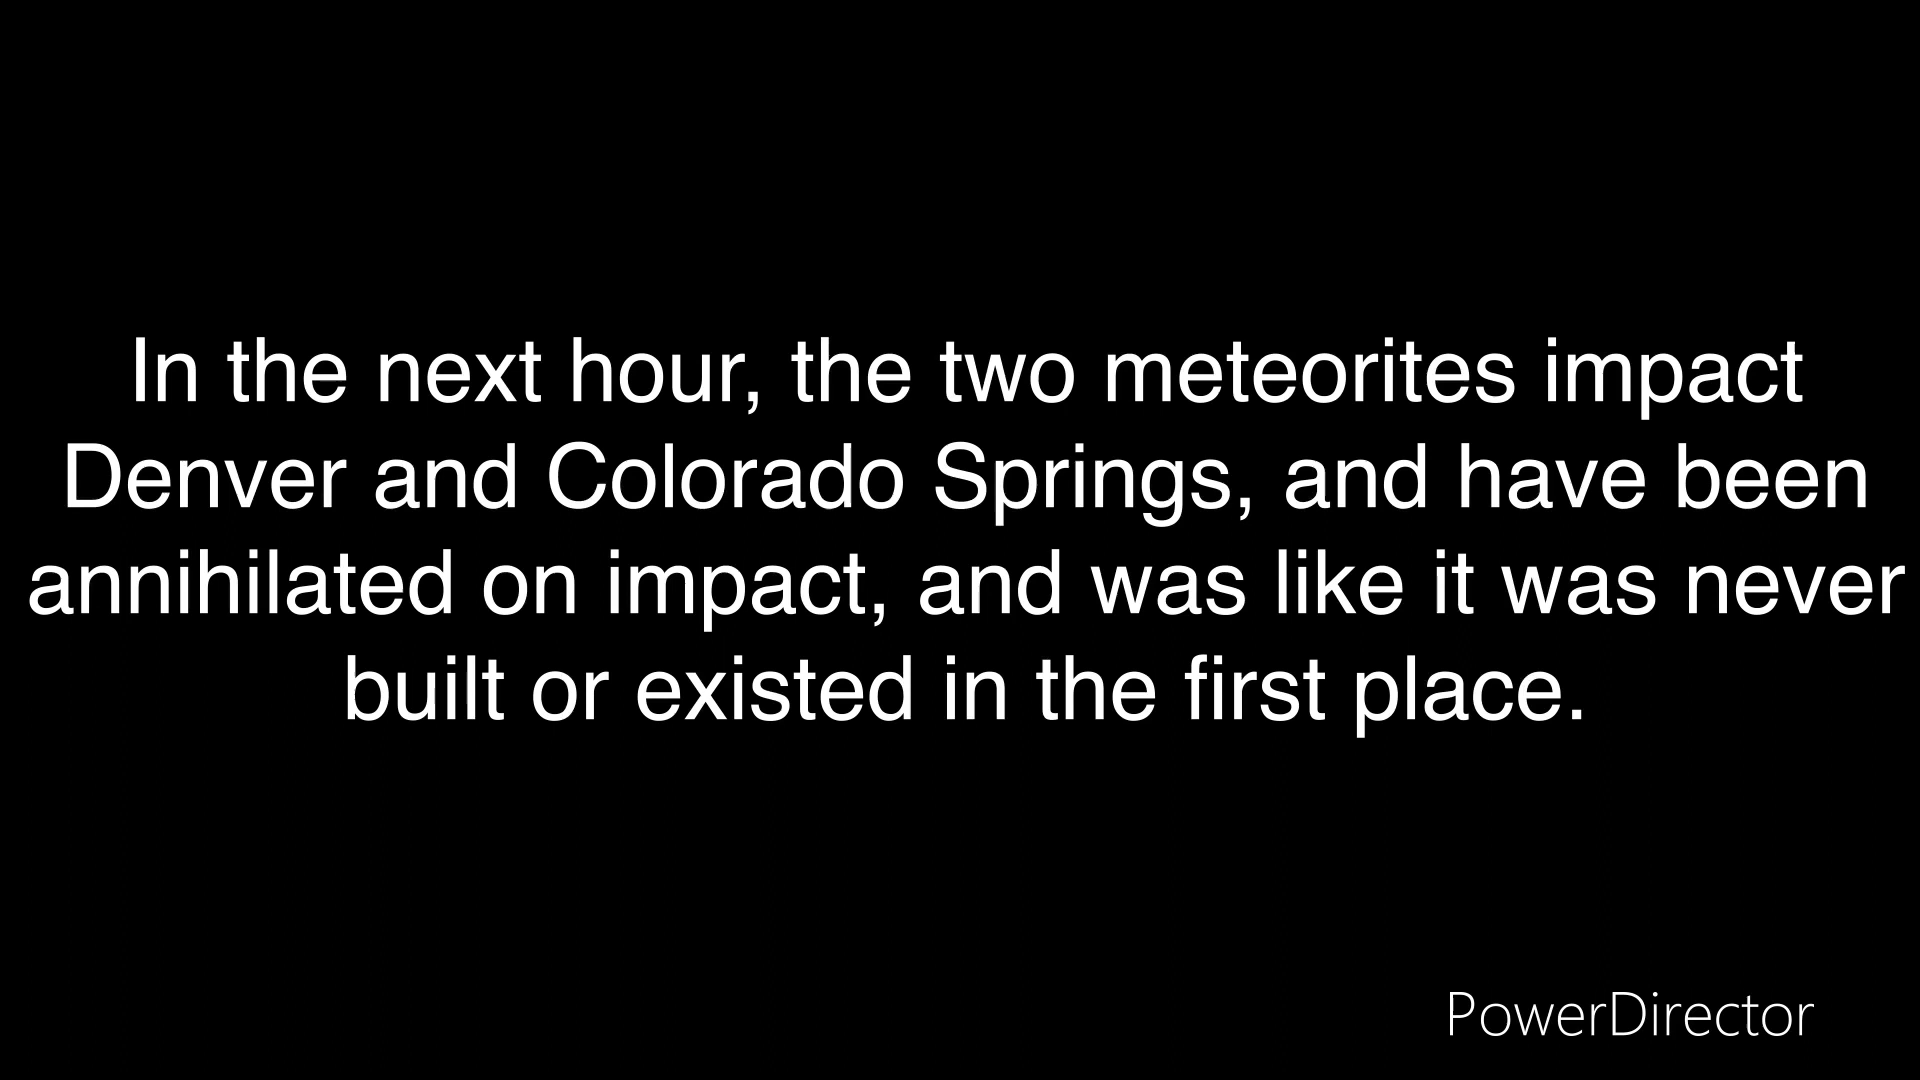 In the next hour, the two meteorites impact
Denver and Colorado Springs, and have been
annihilated on impact, and was like it was never
built or existed in the first place.
PowerDirector